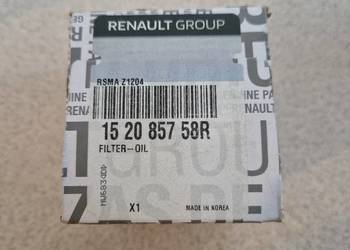 RENAULT GROUP
RSMA Z1204
15 20 857 58R
FILTER-OIL
X1
MADE IN KOREA